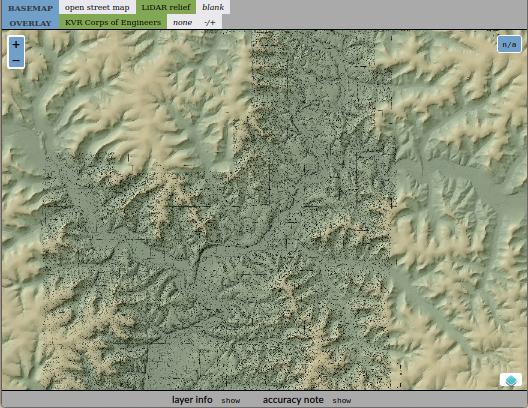 BASEMAP open street map LiDAR relief blank
OVERLAY KVR Corps of Engineers none -/+
+
−
n/a
layer info show accuracy note show